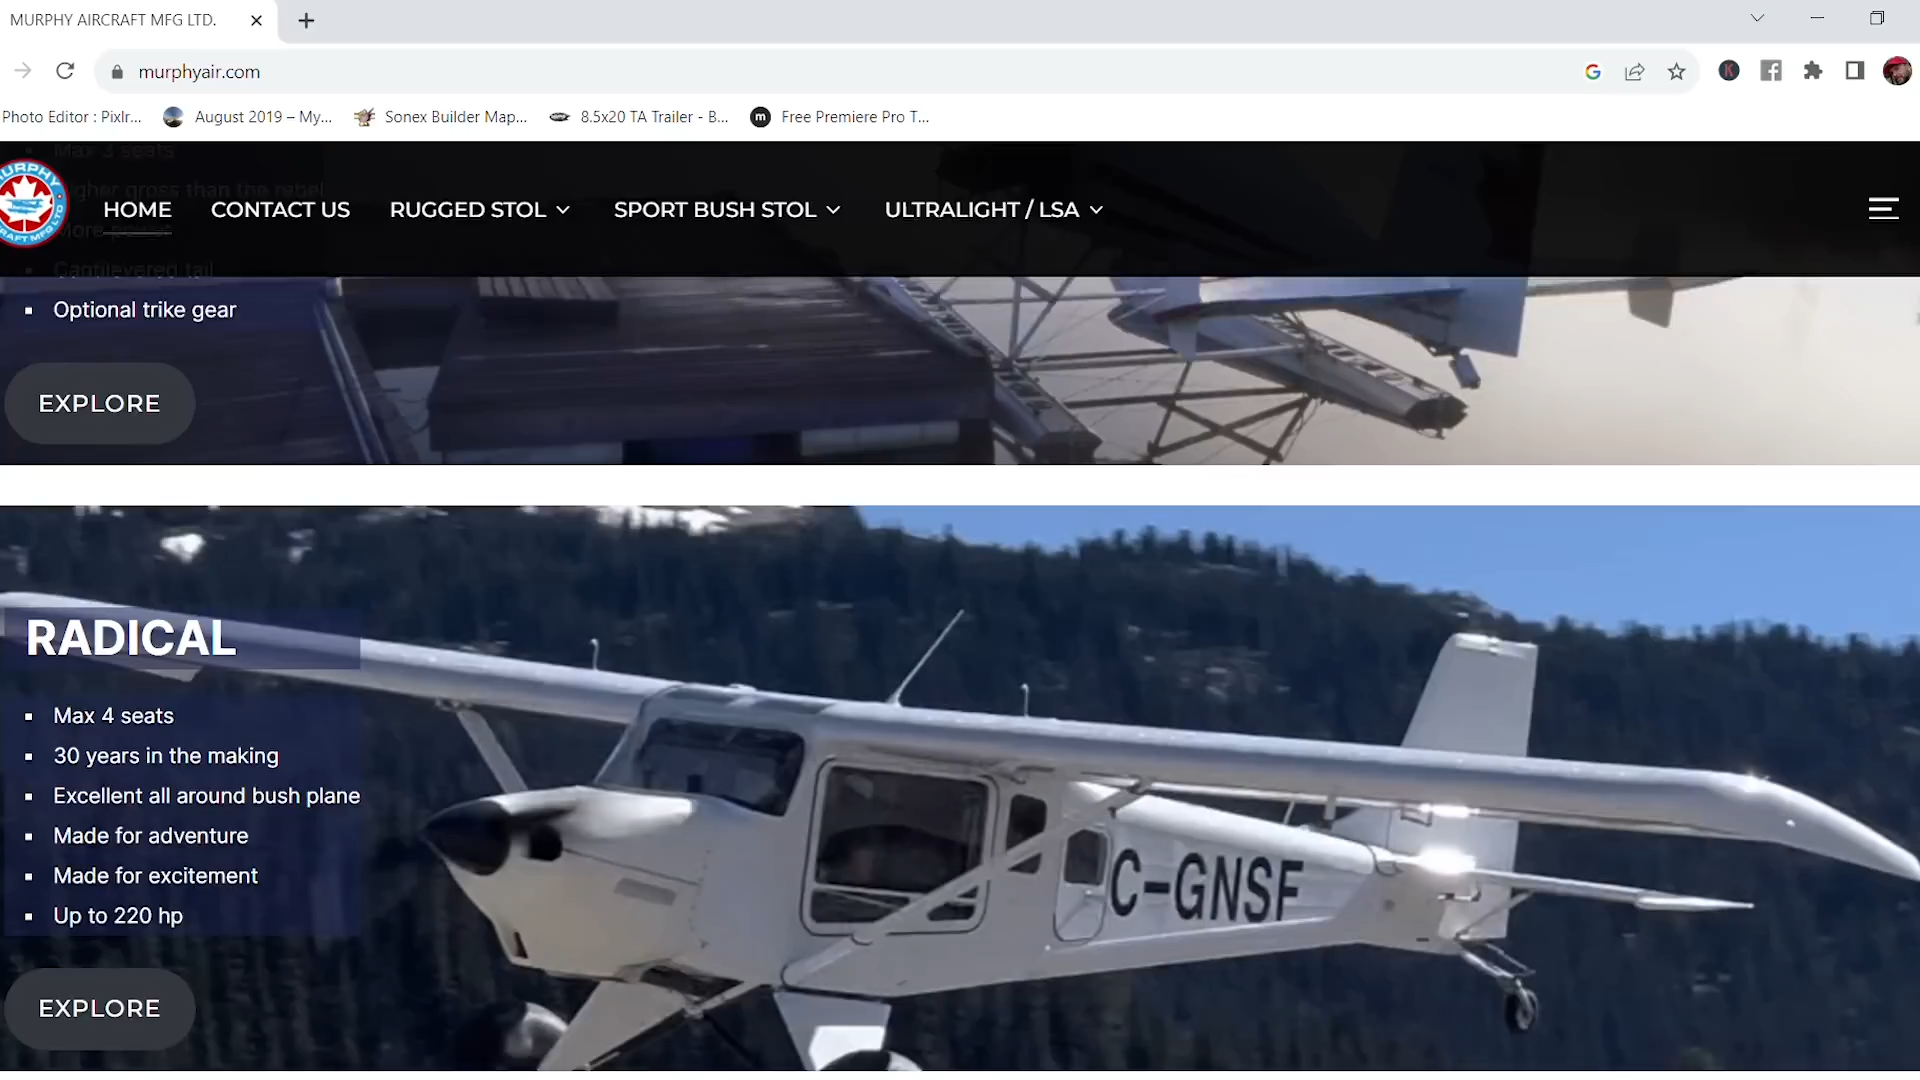 MURPHY AIRCRAFT MFG LTD.
murphyair.com
Photo Editor : Pixlr...
August 2019 – My...
Sonex Builder Map...
8.5x20 TA Trailer - B...
Free Premiere Pro T...
Max 3 seats
Higher gross than the rebel
HOME
CONTACT US
RUGGED STOL
SPORT BUSH STOL
ULTRALIGHT / LSA
More power
Cantilevered tail
Optional trike gear
EXPLORE
RADICAL
Max 4 seats
30 years in the making
Excellent all around bush plane
Made for adventure
Made for excitement
Up to 220 hp
C-GNSF
EXPLORE